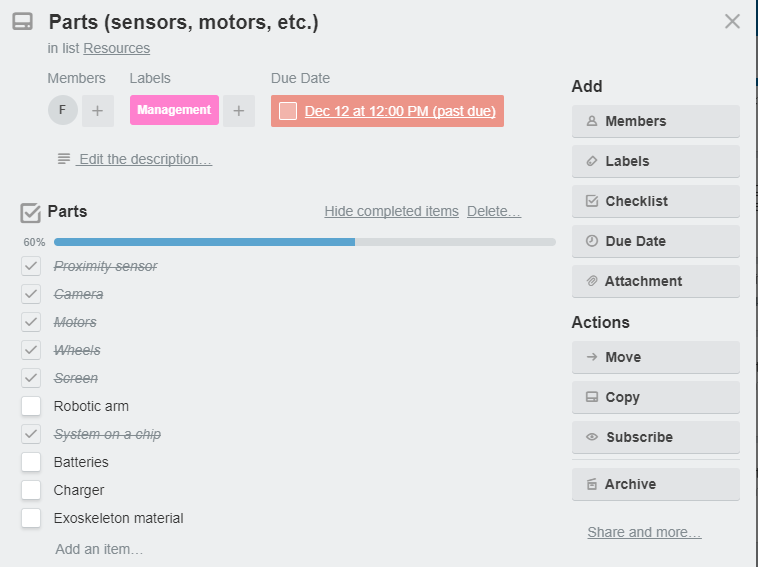 Parts (sensors, motors, etc.)
in list Resources
Members Labels Due Date
F + Management + Dec 12 at 12:00 PM (past due)
Edit the description…
Parts Hide completed items Delete…
60%
Proximity sensor
Camera
Motors
Wheels
Screen
Robotic arm
System on a chip
Batteries
Charger
Exoskeleton material
Add an item…
Add
Members
Labels
Checklist
Due Date
Attachment
Actions
Move
Copy
Subscribe
Archive
Share and more…